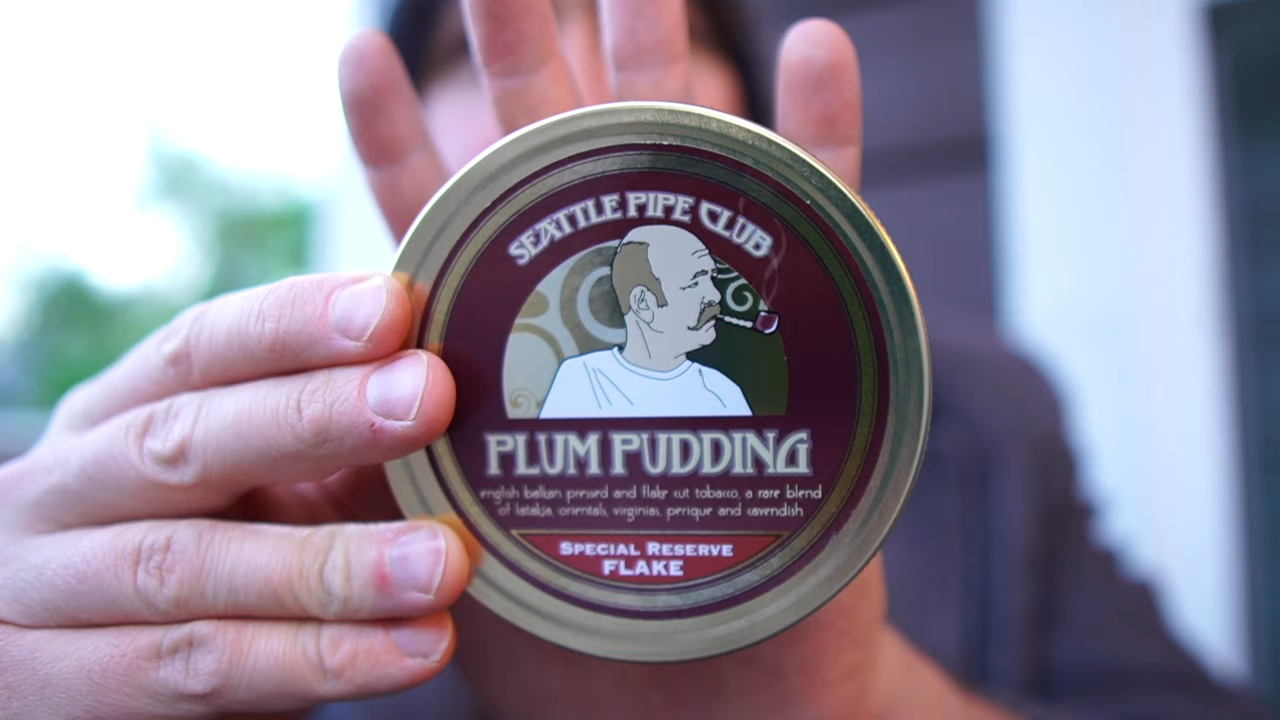 SEATTLE PIPE CLUB
PLUM PUDDING
english balkan pressed and flake cut tobacco, a rare blend
of latakia, orientals, virginias, perique and cavendish
SPECIAL RESERVE
FLAKE